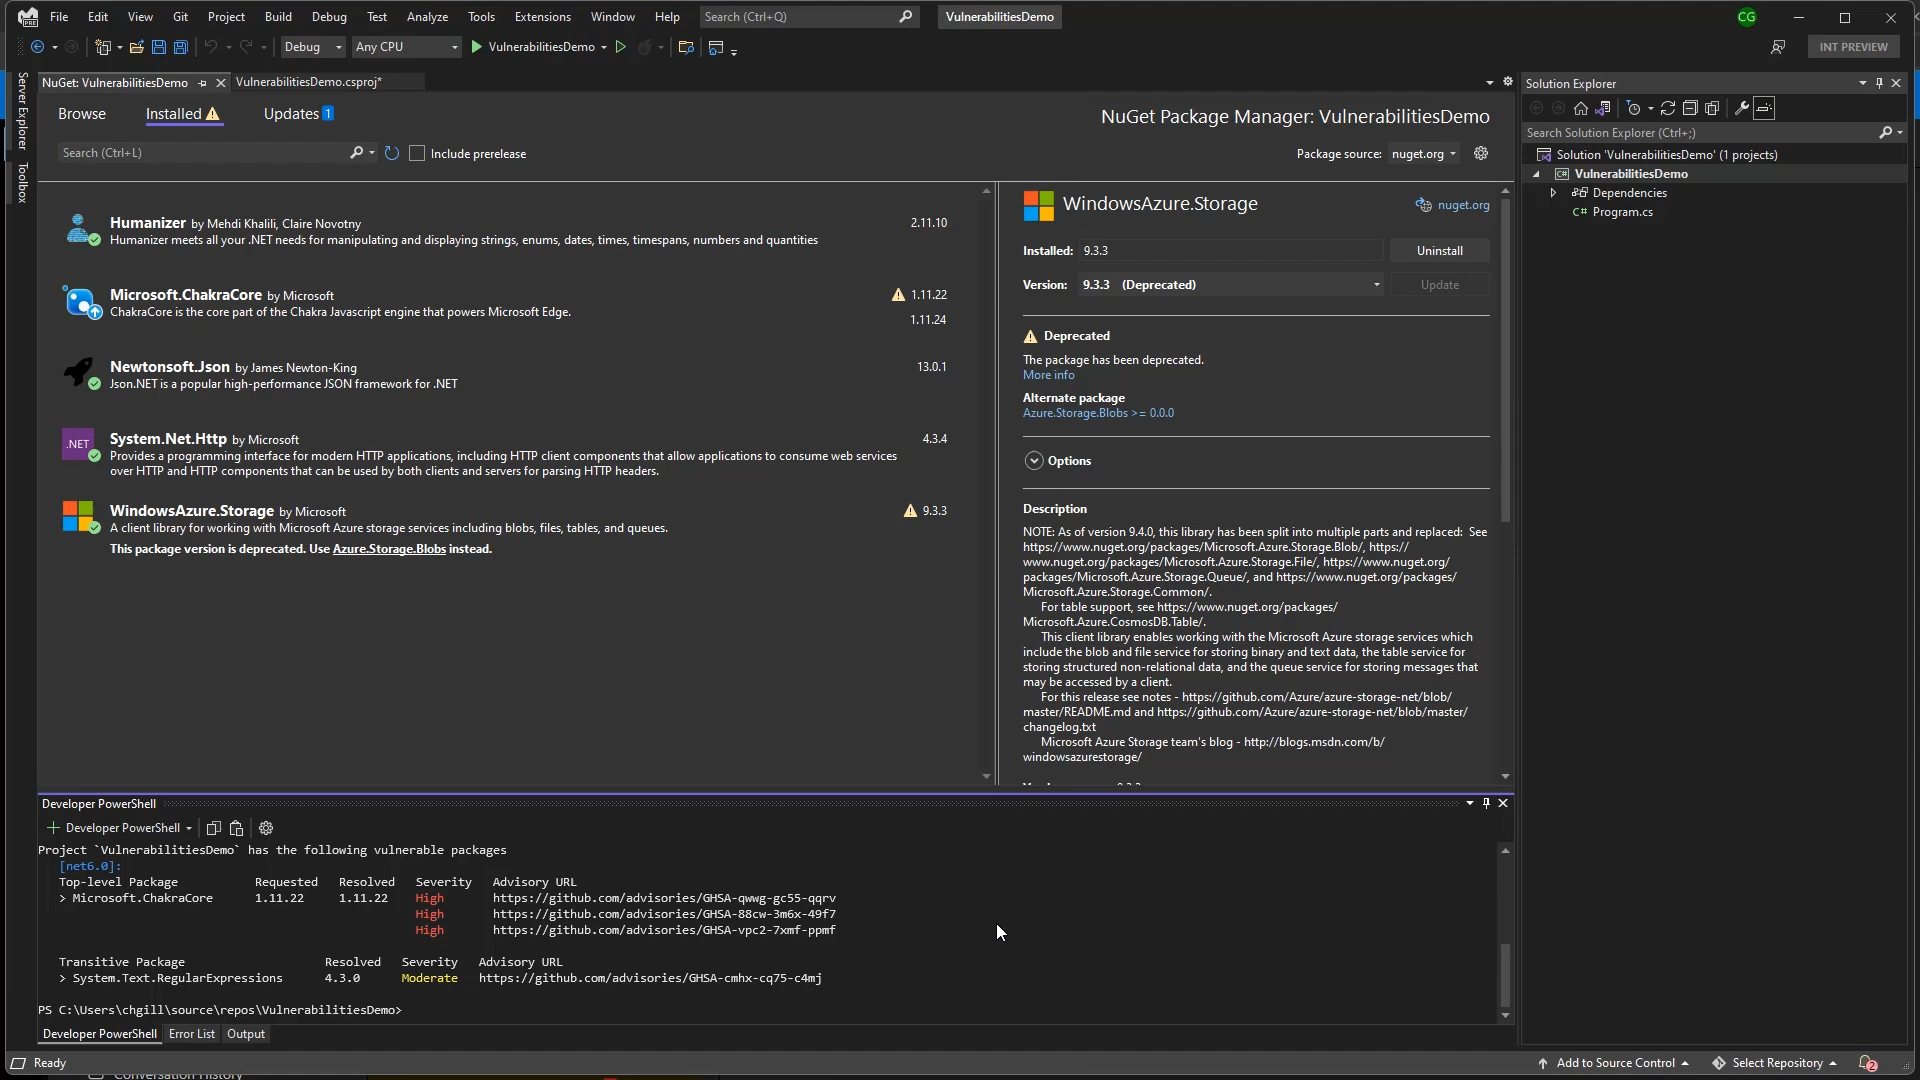 File Edit View Git Project Build Debug Test Analyze Tools Extensions Window Help Search (Ctrl+Q) VulnerabilitiesDemo CG
Debug Any CPU VulnerabilitiesDemo INT PREVIEW
Server Explorer
Toolbox
NuGet: VulnerabilitiesDemo VulnerabilitiesDemo.csproj*
Browse Installed Updates 1
NuGet Package Manager: VulnerabilitiesDemo
Search (Ctrl+L) Include prerelease
Package source: nuget.org
Humanizer by Mehdi Khalili, Claire Novotny 2.11.10
Humanizer meets all your .NET needs for manipulating and displaying strings, enums, dates, times, timespans, numbers and quantities
Microsoft.ChakraCore by Microsoft 1.11.22
ChakraCore is the core part of the Chakra Javascript engine that powers Microsoft Edge.
1.11.24
Newtonsoft.Json by James Newton-King 13.0.1
Json.NET is a popular high-performance JSON framework for .NET
.NET
System.Net.Http by Microsoft 4.3.4
Provides a programming interface for modern HTTP applications, including HTTP client components that allow applications to consume web services
over HTTP and HTTP components that can be used by both clients and servers for parsing HTTP headers.
WindowsAzure.Storage by Microsoft 9.3.3
A client library for working with Microsoft Azure storage services including blobs, files, tables, and queues.
This package version is deprecated. Use Azure.Storage.Blobs instead.
WindowsAzure.Storage nuget.org
Installed: 9.3.3 Uninstall
Version: 9.3.3 (Deprecated) Update
Deprecated
The package has been deprecated.
More info
Alternate package
Azure.Storage.Blobs >= 0.0.0
Options
Description
NOTE: As of version 9.4.0, this library has been split into multiple parts and replaced: See
https://www.nuget.org/packages/Microsoft.Azure.Storage.Blob/, https://
www.nuget.org/packages/Microsoft.Azure.Storage.File/, https://www.nuget.org/
packages/Microsoft.Azure.Storage.Queue/, and https://www.nuget.org/packages/
Microsoft.Azure.Storage.Common/.
For table support, see https://www.nuget.org/packages/
Microsoft.Azure.CosmosDB.Table/.
This client library enables working with the Microsoft Azure storage services which
include the blob and file service for storing binary and text data, the table service for
storing structured non-relational data, and the queue service for storing messages that
may be accessed by a client.
For this release see notes - https://github.com/Azure/azure-storage-net/blob/
master/README.md and https://github.com/Azure/azure-storage-net/blob/master/
changelog.txt
Microsoft Azure Storage team's blog - http://blogs.msdn.com/b/
windowsazurestorage/
Solution Explorer
Search Solution Explorer (Ctrl+;)
Solution 'VulnerabilitiesDemo' (1 projects)
C# VulnerabilitiesDemo
Dependencies
C# Program.cs
Developer PowerShell
Developer PowerShell
Project `VulnerabilitiesDemo` has the following vulnerable packages
[net6.0]:
Top-level Package Requested Resolved Severity Advisory URL
> Microsoft.ChakraCore 1.11.22 1.11.22 High https://github.com/advisories/GHSA-qwwg-gc55-qqrv
High https://github.com/advisories/GHSA-88cw-3m6x-49f7
High https://github.com/advisories/GHSA-vpc2-7xmf-ppmf
Transitive Package Resolved Severity Advisory URL
> System.Text.RegularExpressions 4.3.0 Moderate https://github.com/advisories/GHSA-cmhx-cq75-c4mj
PS C:\Users\chgill\source\repos\VulnerabilitiesDemo>
Developer PowerShell Error List Output
Ready Add to Source Control Select Repository 2
Conversation History